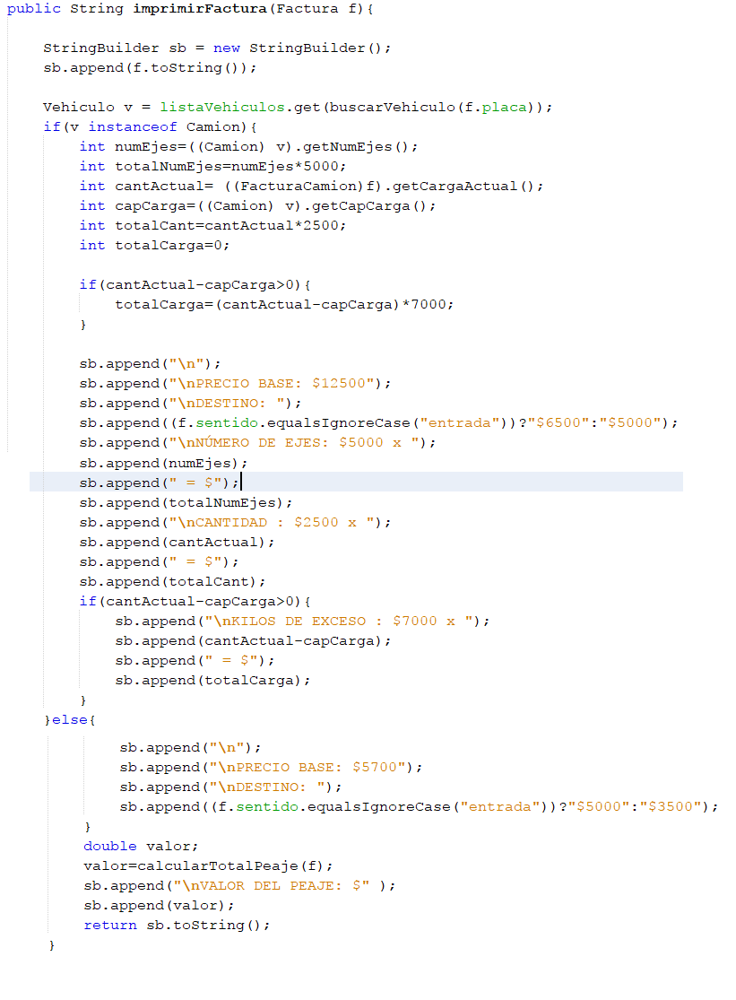 public String imprimirFactura(Factura f){
StringBuilder sb = new StringBuilder();
sb.append(f.toString());
Vehiculo v = listaVehiculos.get(buscarVehiculo(f.placa));
if(v instanceof Camion){
int numEjes=((Camion) v).getNumEjes();
int totalNumEjes=numEjes*5000;
int cantActual= ((FacturaCamion)f).getCargaActual();
int capCarga=((Camion) v).getCapCarga();
int totalCant=cantActual*2500;
int totalCarga=0;
if(cantActual-capCarga>0){
totalCarga=(cantActual-capCarga)*7000;
}
sb.append("\n");
sb.append("\nPRECIO BASE: $12500");
sb.append("\nDESTINO: ");
sb.append((f.sentido.equalsIgnoreCase("entrada"))?"$6500":"$5000");
sb.append("\nNÚMERO DE EJES: $5000 x ");
sb.append(numEjes);
sb.append(" = $");
sb.append(totalNumEjes);
sb.append("\nCANTIDAD : $2500 x ");
sb.append(cantActual);
sb.append(" = $");
sb.append(totalCant);
if(cantActual-capCarga>0){
sb.append("\nKILOS DE EXCESO : $7000 x ");
sb.append(cantActual-capCarga);
sb.append(" = $");
sb.append(totalCarga);
}
}else{
sb.append("\n");
sb.append("\nPRECIO BASE: $5700");
sb.append("\nDESTINO: ");
sb.append((f.sentido.equalsIgnoreCase("entrada"))?"$5000":"$3500");
}
double valor;
valor=calcularTotalPeaje(f);
sb.append("\nVALOR DEL PEAJE: $" );
sb.append(valor);
return sb.toString();
}